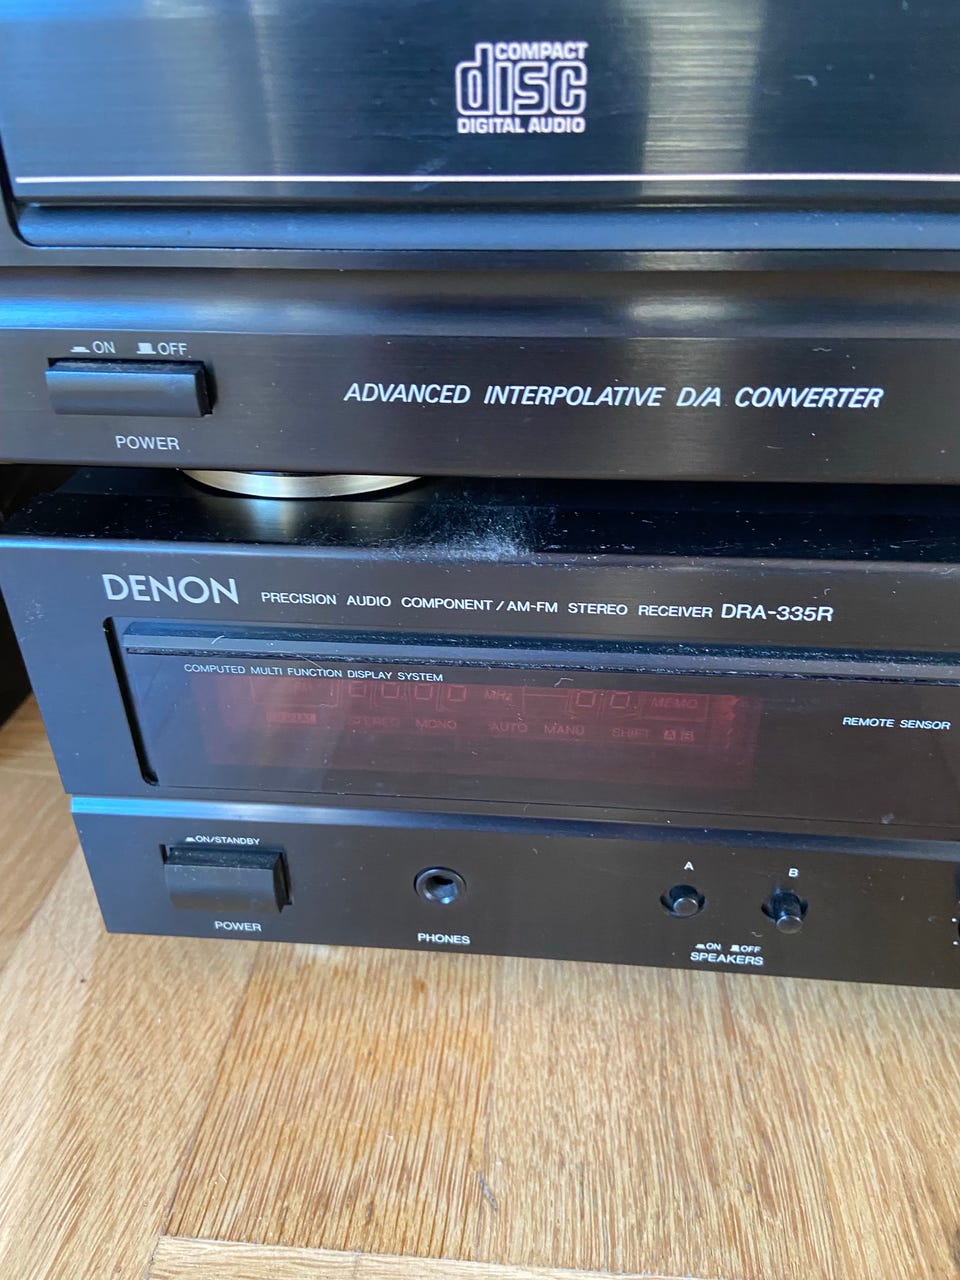 COMPACT
disc
DIGITAL AUDIO
ON OFF
POWER
ADVANCED INTERPOLATIVE D/A CONVERTER
DENON PRECISION AUDIO COMPONENT/AM-FM STEREO RECEIVER DRA-335R
COMPUTED MULTI FUNCTION DISPLAY SYSTEM
MHz MEMO
STEREO MONO AUTO MANU SHIFT A B
REMOTE SENSOR
ON/STANDBY
POWER
PHONES
A B
ON OFF
SPEAKERS